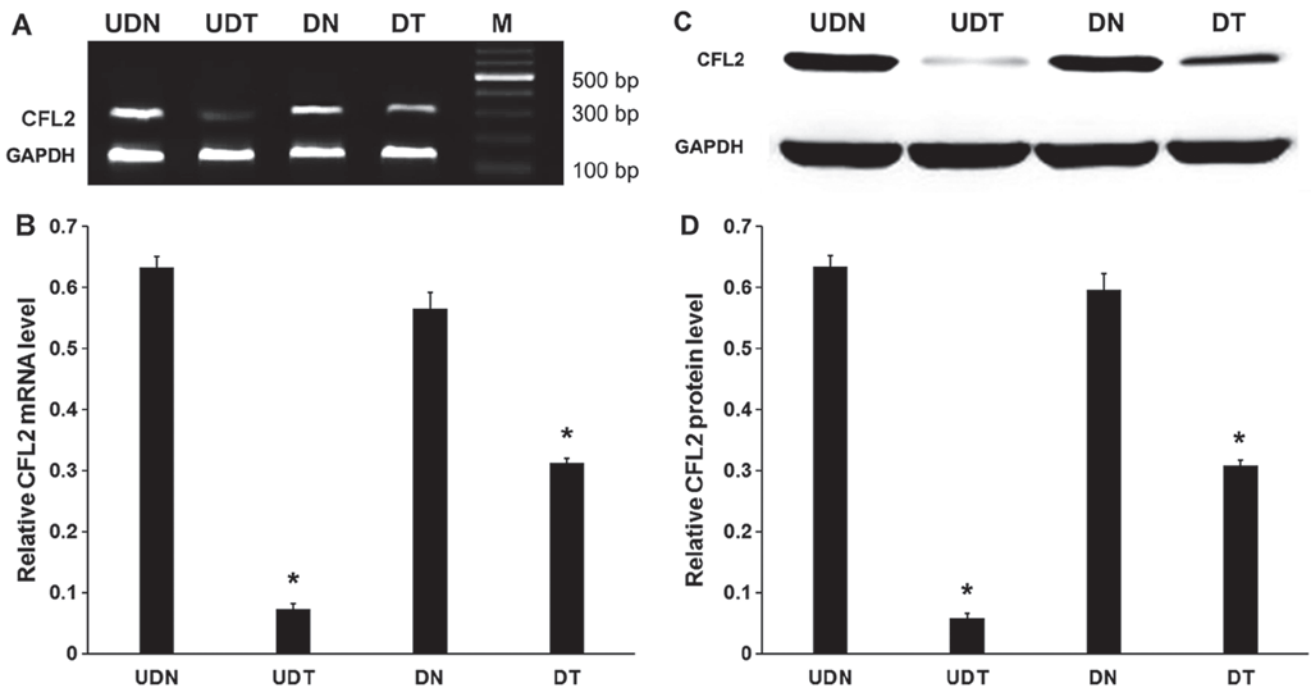 A
UDN UDT DN DT M
500 bp
CFL2
300 bp
GAPDH
100 bp
B
Relative CFL2 mRNA level
0.7
0.6
0.5
0.4
0.3
0.2
0.1
0
*
*
UDN UDT DN DT
C
UDN UDT DN DT
CFL2
GAPDH
D
Relative CFL2 protein level
0.7
0.6
0.5
0.4
0.3
0.2
0.1
0
*
*
UDN UDT DN DT